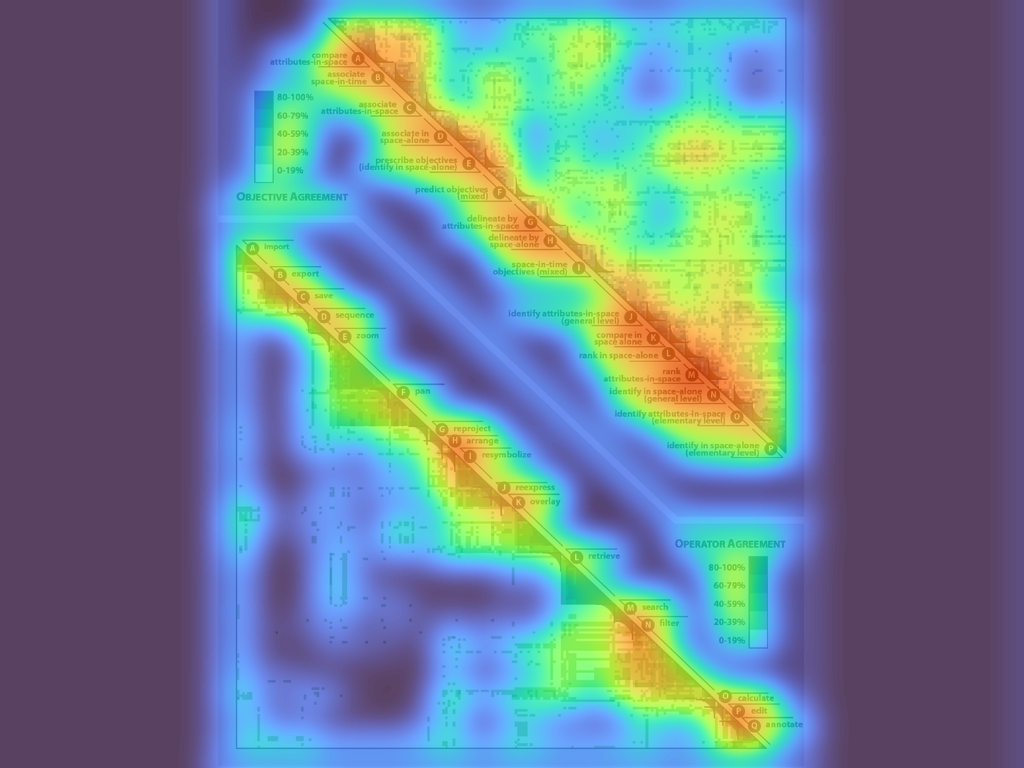 A compare
attributes-in-space
B associate
space-in-time
C associate
attributes-in-space
D associate in
space-alone
E prescribe objectives
(identify in space-alone)
F predict objectives
(mixed)
G delineate by
attributes-in-space
H delineate by
space-alone
I space-in-time
objectives (mixed)
J identify attributes-in-space
(general level)
K compare in
space alone
L rank in space-alone
M rank
attributes-in-space
N identify in space-alone
(general level)
O identify attributes-in-space
(elementary level)
P identify in space-alone
(elementary level)
80-100%
60-79%
40-59%
20-39%
0-19%
OBJECTIVE AGREEMENT
A import
B export
C save
D sequence
E zoom
F pan
G reproject
H arrange
I resymbolize
J reexpress
K overlay
L retrieve
M search
N filter
O calculate
P edit
Q annotate
OPERATOR AGREEMENT
80-100%
60-79%
40-59%
20-39%
0-19%